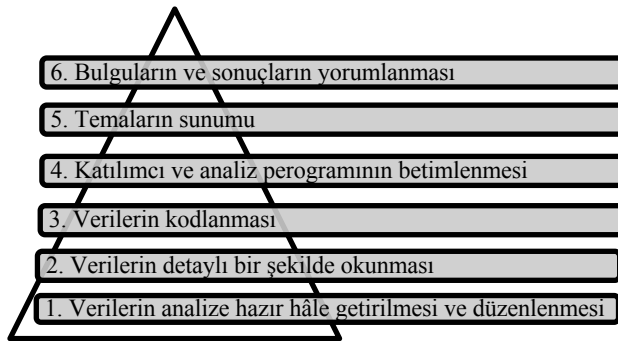 6. Bulguların ve sonuçların yorumlanması
5. Temaların sunumu
4. Katılımcı ve analiz perogramının betimlenmesi
3. Verilerin kodlanması
2. Verilerin detaylı bir şekilde okunması
1. Verilerin analize hazır hâle getirilmesi ve düzenlenmesi